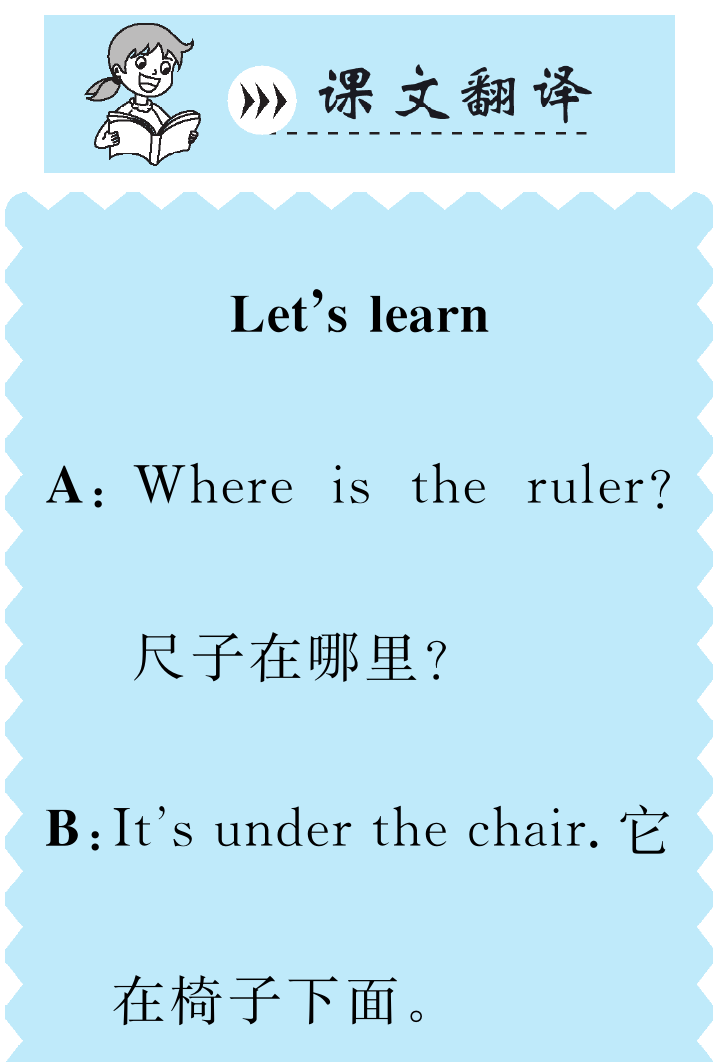 课文翻译
Let's learn
A: Where is the ruler?
尺子在哪里?
B:It's under the chair. 它
在椅子下面。